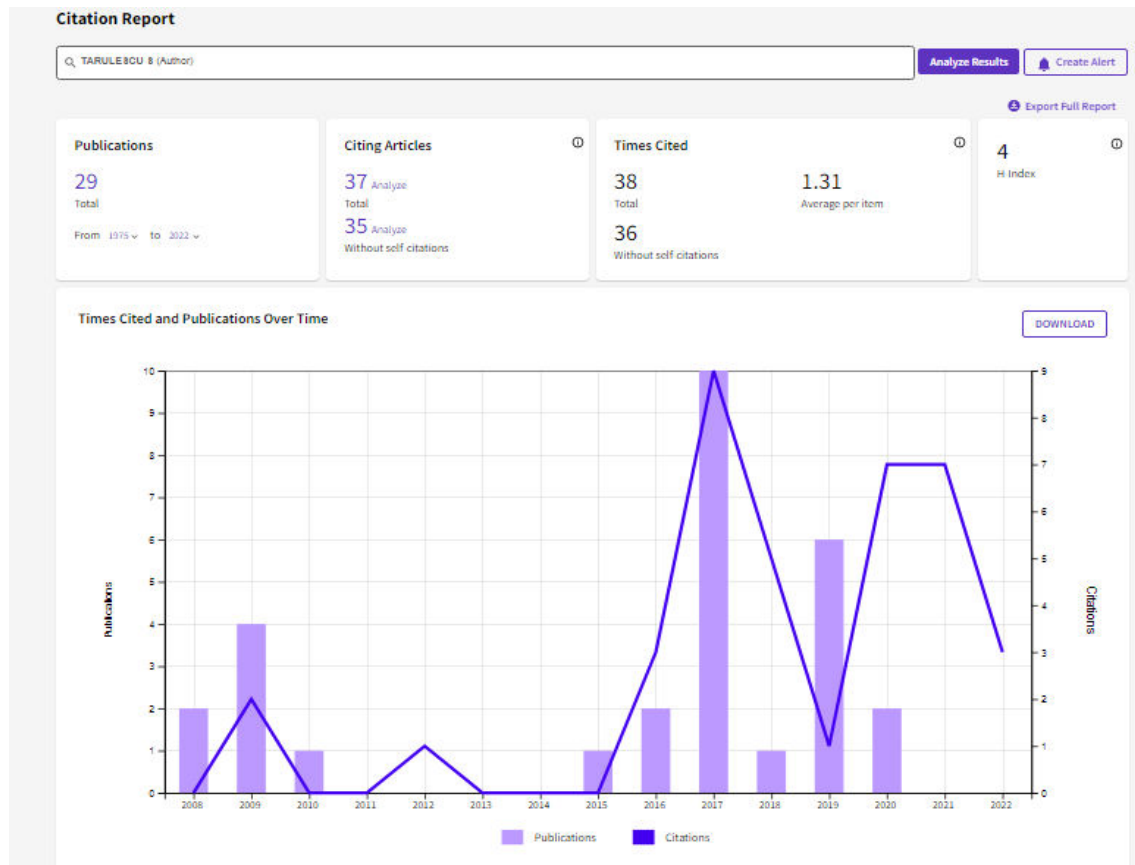 Citation Report
TARULESCU S (Author)
Analyze Results
Create Alert
Export Full Report
Publications
29
Total
From 1975 to 2022
Citing Articles
37 Analyze
Total
35 Analyze
Without self citations
Times Cited
38
Total
36
Without self citations
1.31
Average per item
4
H-Index
Times Cited and Publications Over Time
DOWNLOAD
10
9
8
7
6
5
4
3
2
1
0
Publications
9
8
7
6
5
4
3
2
1
0
Citations
2008 2009 2010 2011 2012 2013 2014 2015 2016 2017 2018 2019 2020 2021 2022
Publications Citations